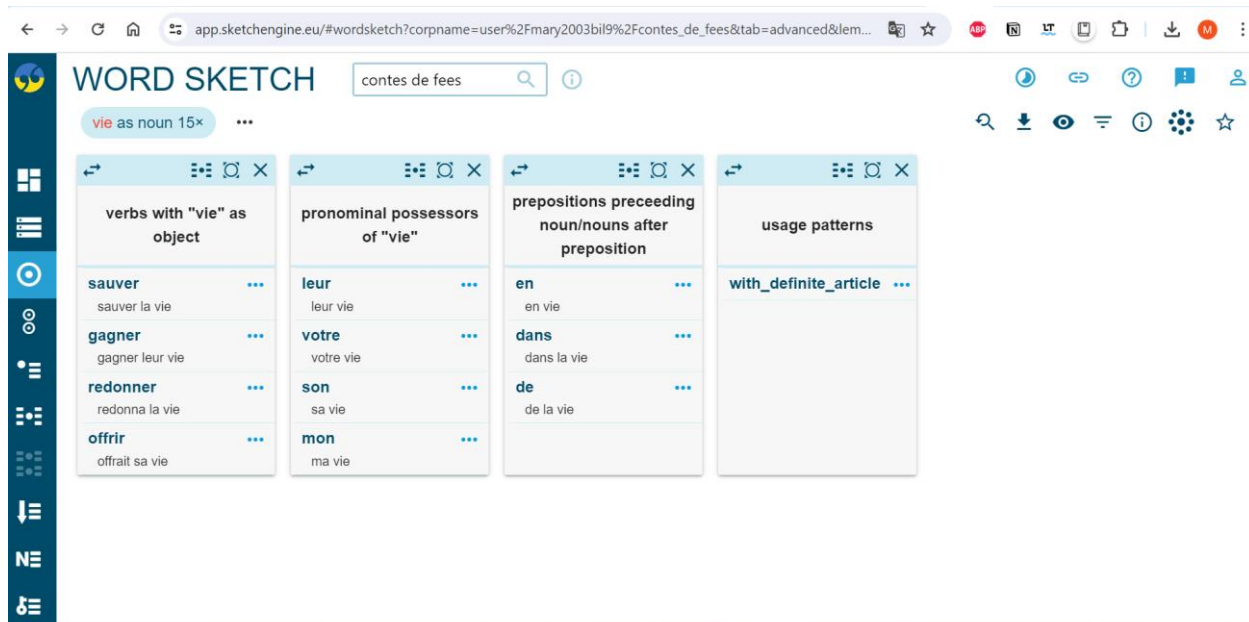 app.sketchengine.eu/#wordsketch?corpname=user%2Fmary2003bil9%2Fcontes_de_fees&tab=advanced&lem...
ABP
LT
M
WORD SKETCH
contes de fees
vie as noun 15×
•••
verbs with "vie" as
object
sauver
sauver la vie
gagner
gagner leur vie
redonner
redonna la vie
offrir
offrait sa vie
pronominal possessors
of "vie"
leur
leur vie
votre
votre vie
son
sa vie
mon
ma vie
prepositions preceeding
noun/nouns after
preposition
en
en vie
dans
dans la vie
de
de la vie
usage patterns
with_definite_article
N